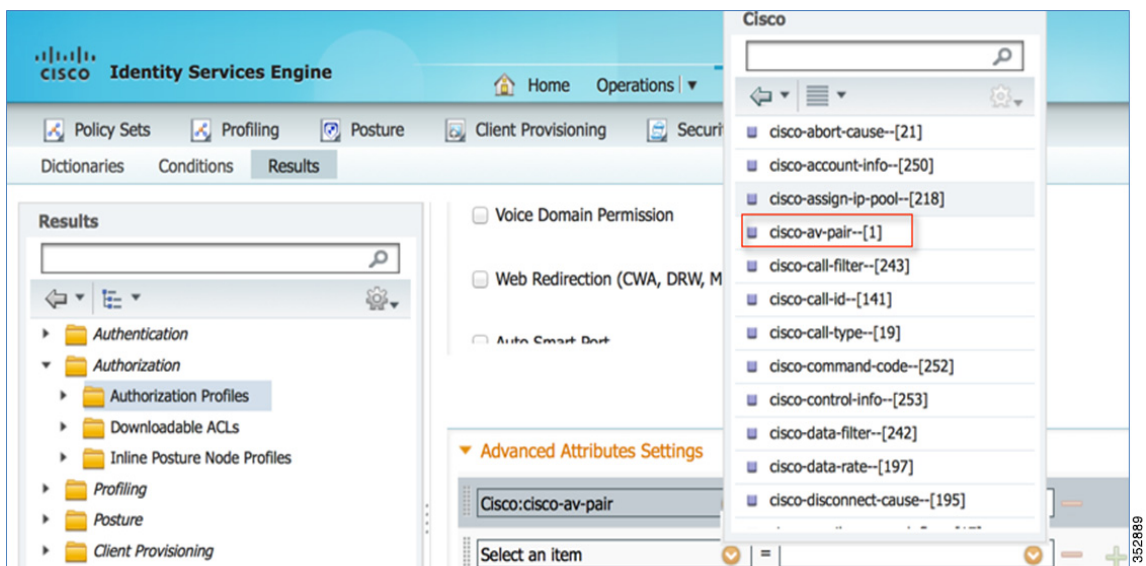 Cisco
cisco Identity Services Engine
Home Operations
Policy Sets Profiling Posture Client Provisioning Securi
Dictionaries Conditions Results
Results
Authentication
Authorization
Authorization Profiles
Downloadable ACLs
Inline Posture Node Profiles
Profiling
Posture
Client Provisioning
Voice Domain Permission
Web Redirection (CWA, DRW, M
Auto Smart Port
Advanced Attributes Settings
Cisco:cisco-av-pair
Select an item =
cisco-abort-cause--[21]
cisco-account-info--[250]
cisco-assign-ip-pool--[218]
cisco-av-pair--[1]
cisco-call-filter--[243]
cisco-call-id--[141]
cisco-call-type--[19]
cisco-command-code--[252]
cisco-control-info--[253]
cisco-data-filter--[242]
cisco-data-rate--[197]
cisco-disconnect-cause--[195]
352889